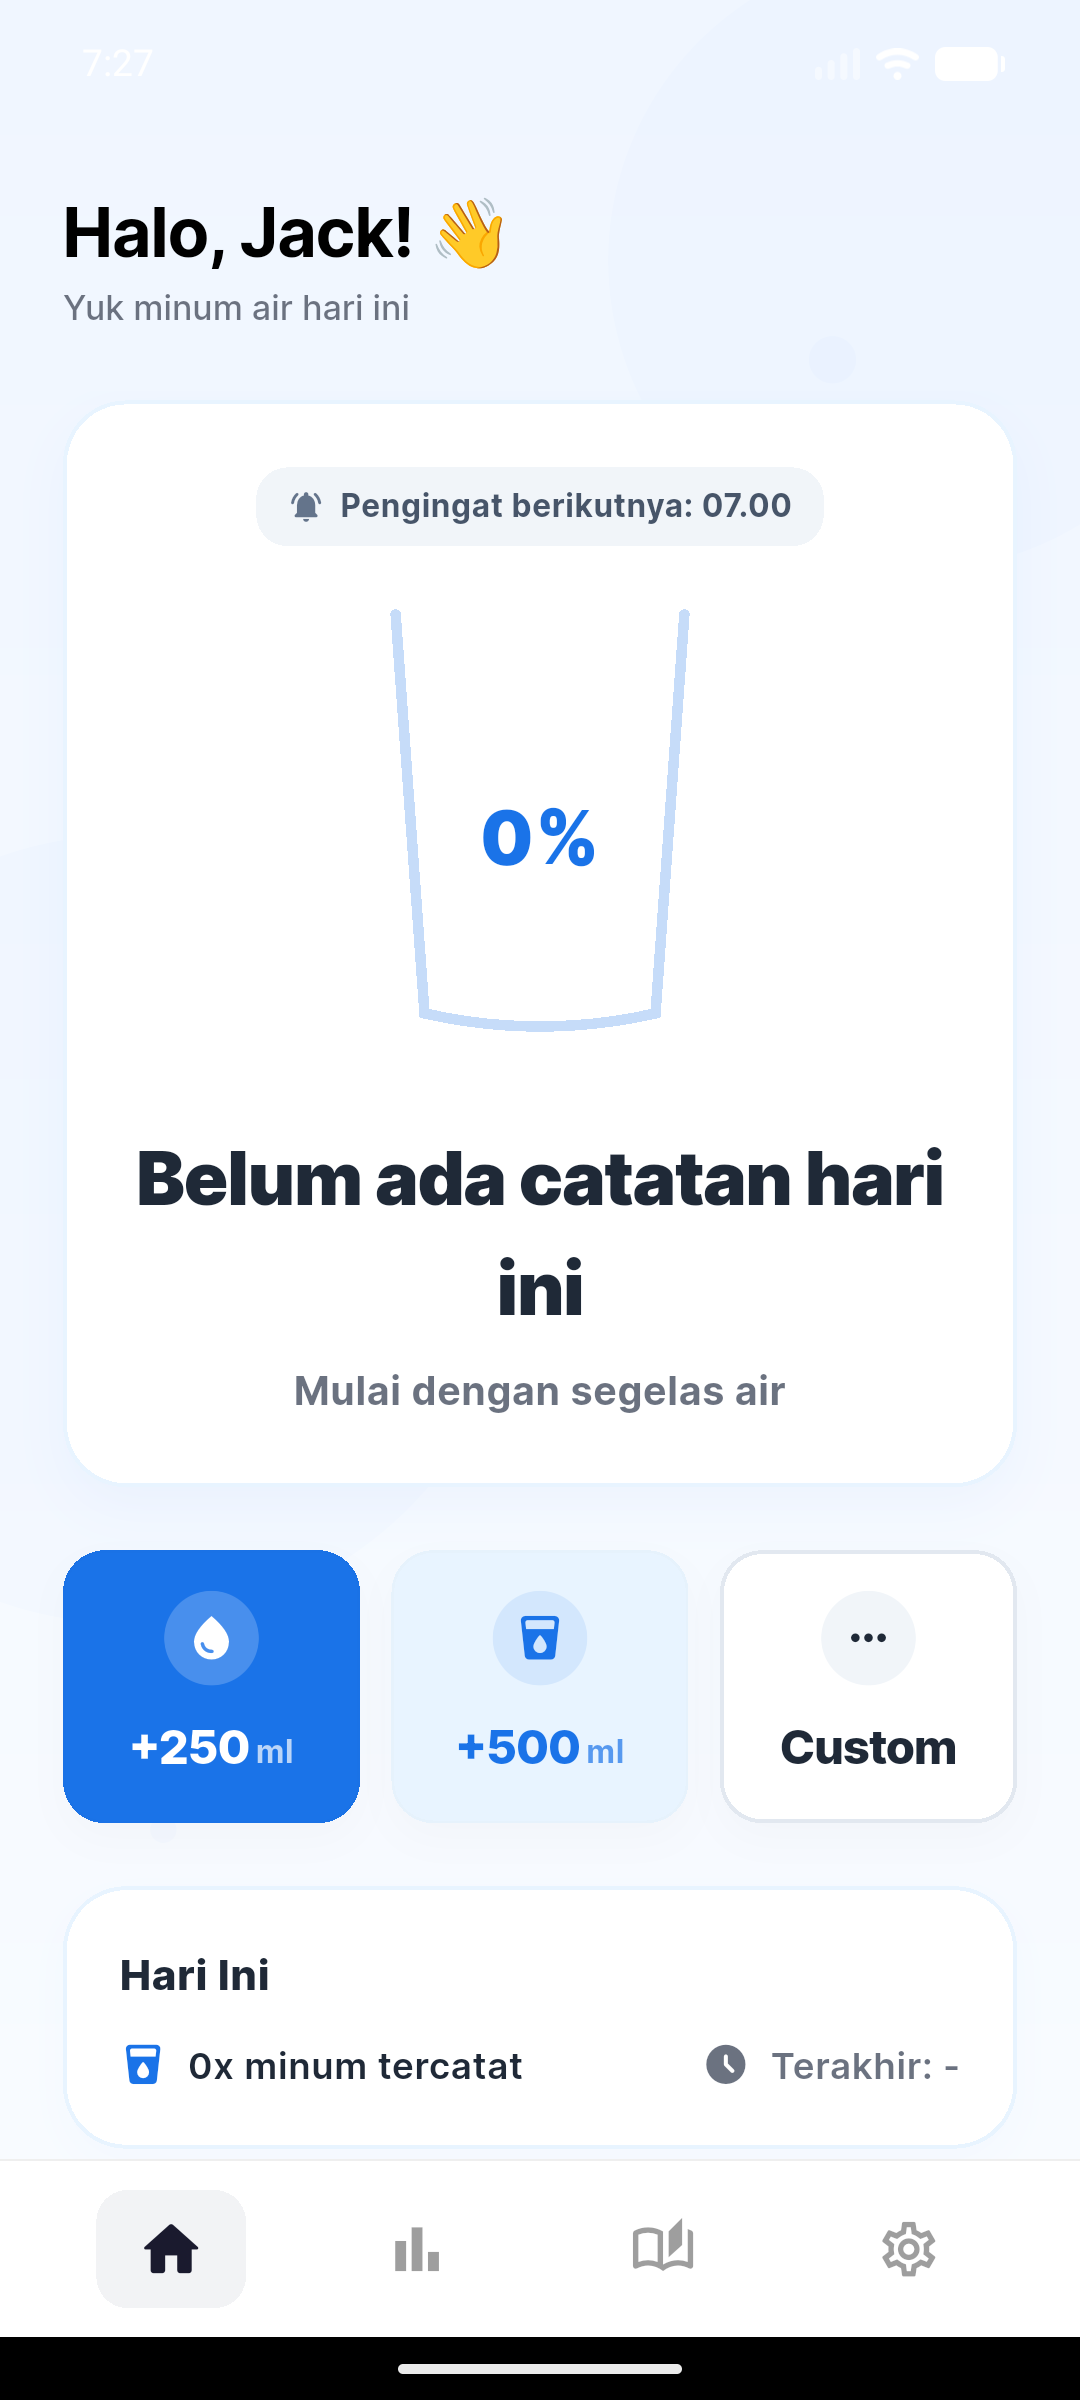 7:27
Halo, Jack! 👋
Yuk minum air hari ini
Pengingat berikutnya: 07.00
0%
Belum ada catatan hari
ini
Mulai dengan segelas air
+250 ml
+500 ml
Custom
Hari Ini
0x minum tercatat
Terakhir: -